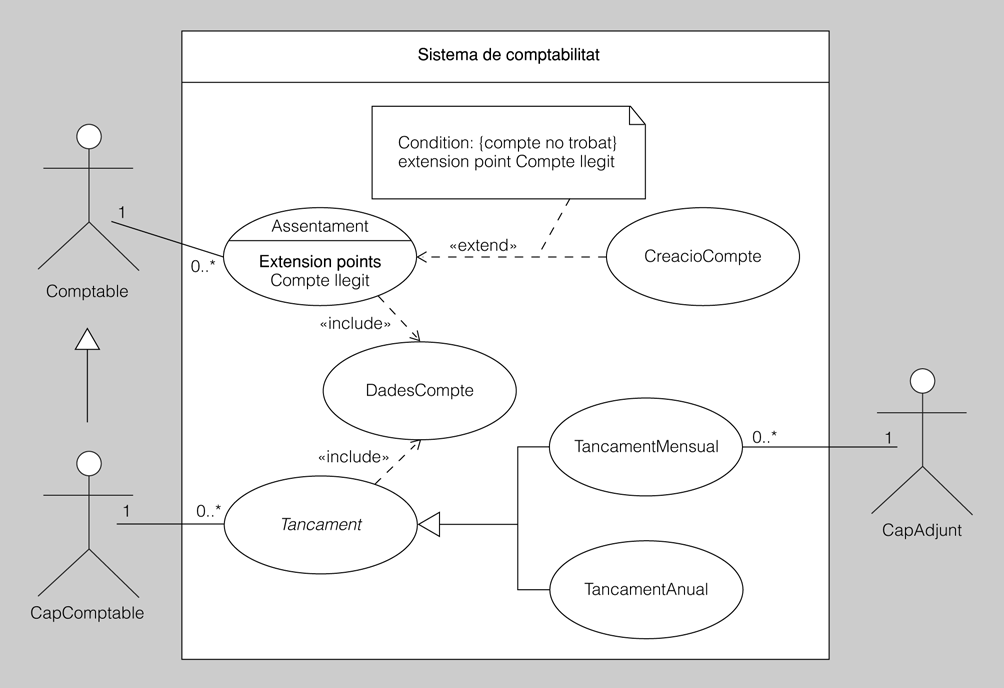 Sistema de comptabilitat
Condition: {compte no trobat}
extension point Compte llegit
1
0..*
Comptable
Assentament
Extension points
Compte llegit
«extend»
CreacioCompte
«include»
DadesCompte
«include»
TancamentMensual
0..*
1
CapAdjunt
1
0..*
Tancament
TancamentAnual
CapComptable